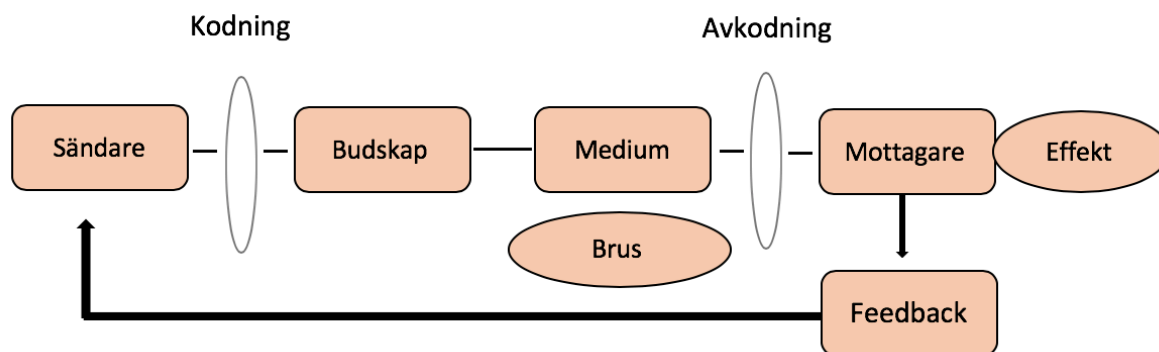 Kodning
Avkodning
Sändare
Budskap
Medium
Mottagare
Effekt
Brus
Feedback